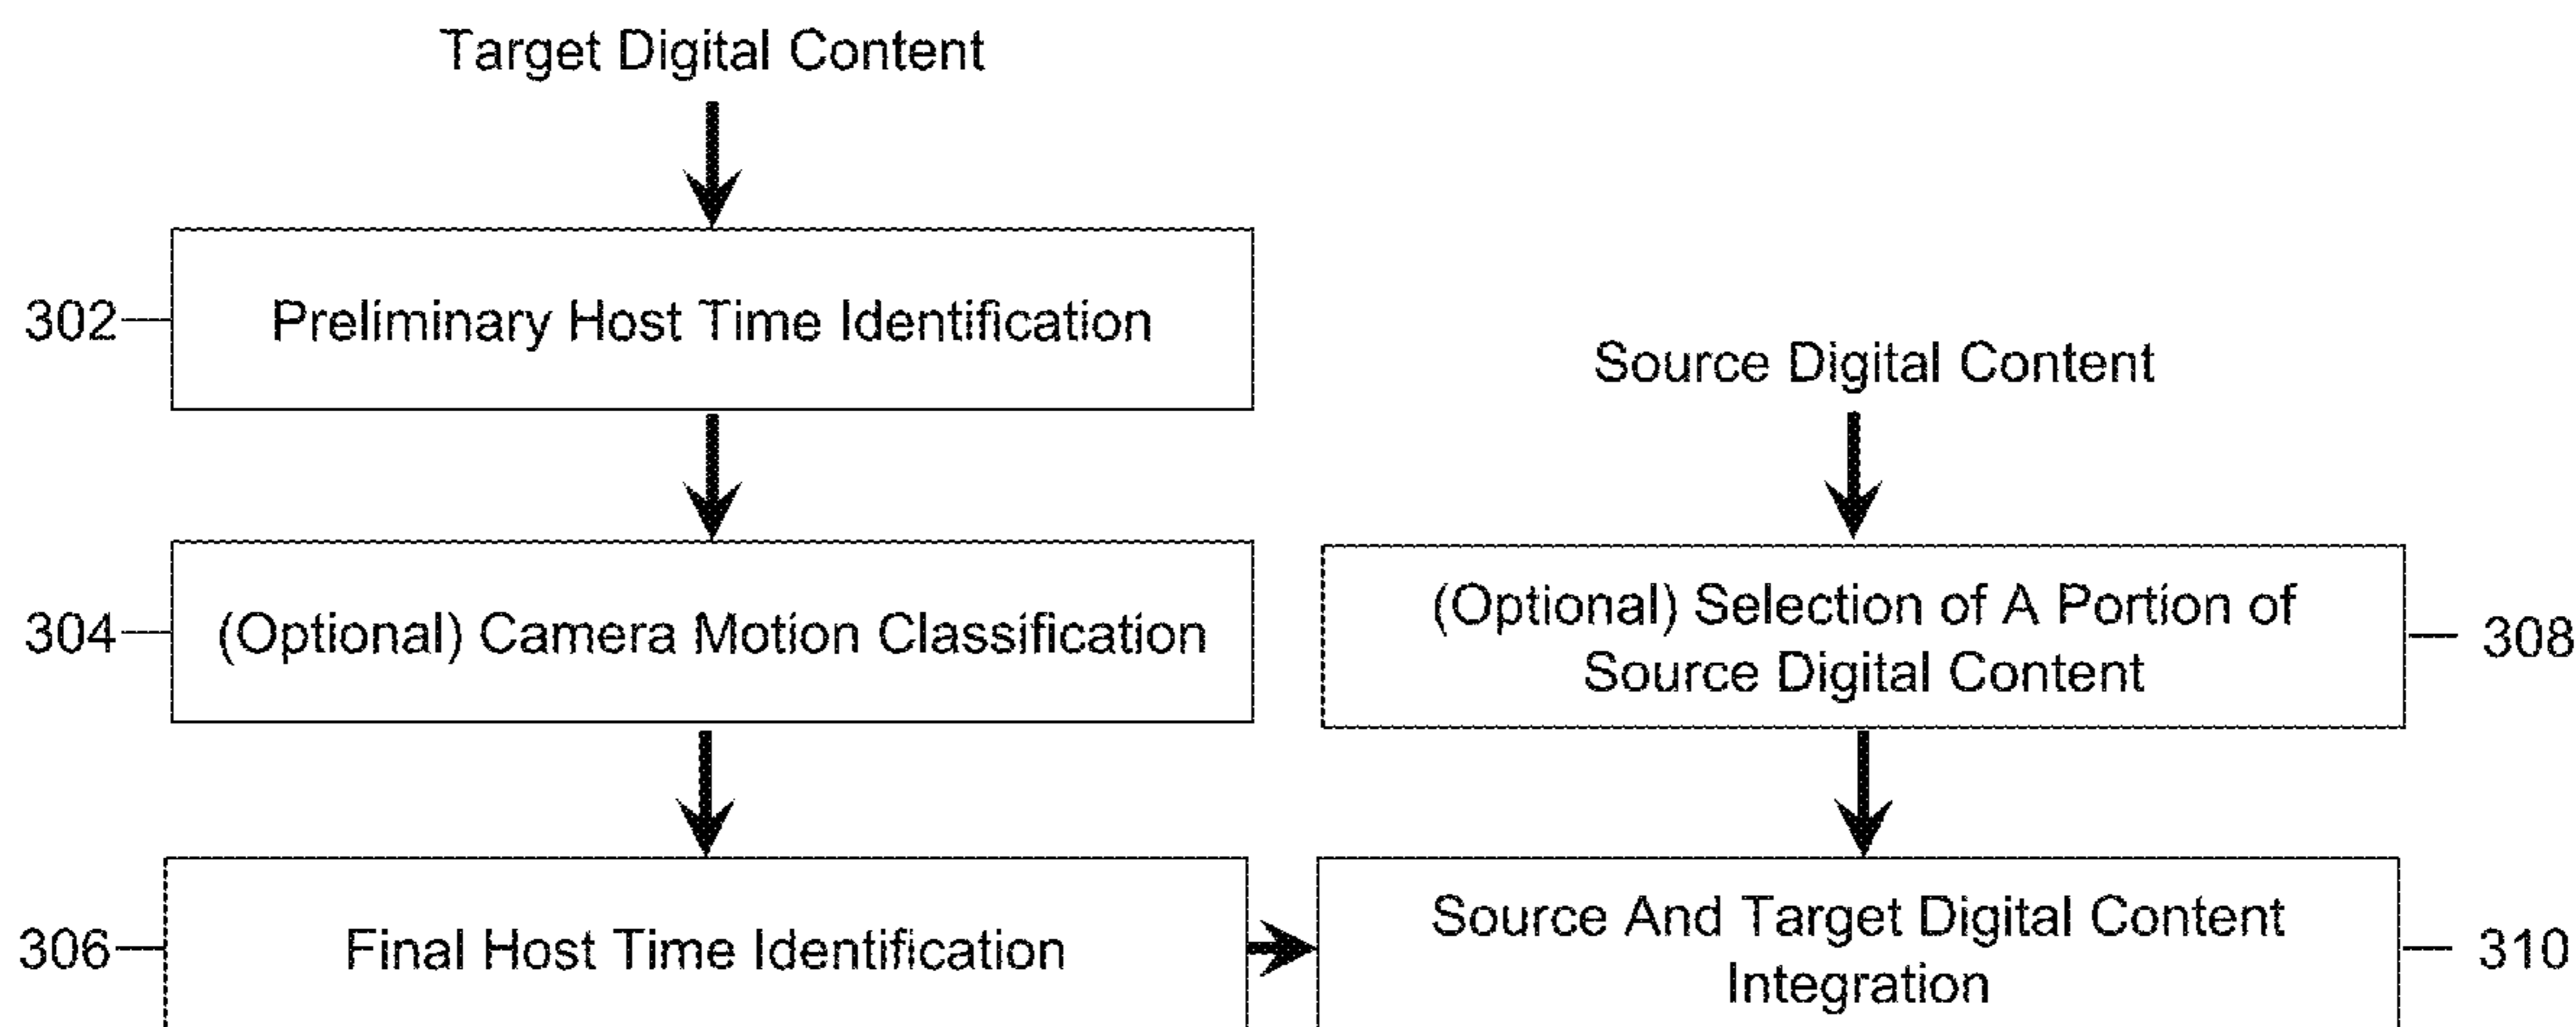 Target Digital Content
302
Preliminary Host Time Identification
Source Digital Content
304
(Optional) Camera Motion Classification
(Optional) Selection of A Portion of
Source Digital Content
308
306
Final Host Time Identification
Source And Target Digital Content
Integration
310